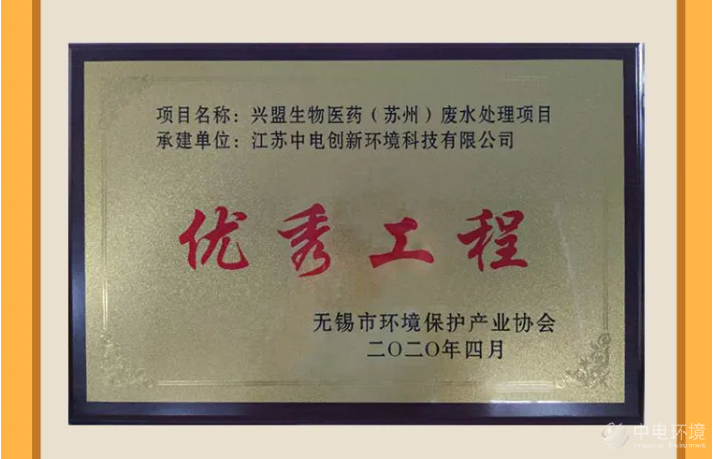 项目名称：兴盟生物医药（苏州）废水处理项目
承建单位：江苏中电创新环境科技有限公司
优秀工程
无锡市环境保护产业协会
二〇二〇年四月
中电环境